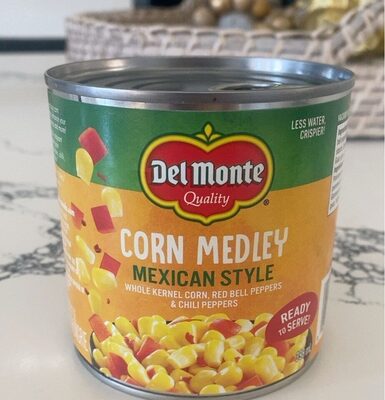 LESS WATER,
CRISPIER!
Del Monte
Quality
®
CORN MEDLEY
MEXICAN STYLE
WHOLE KERNEL CORN, RED BELL PEPPERS
& CHILI PEPPERS
READY
TO SERVE!